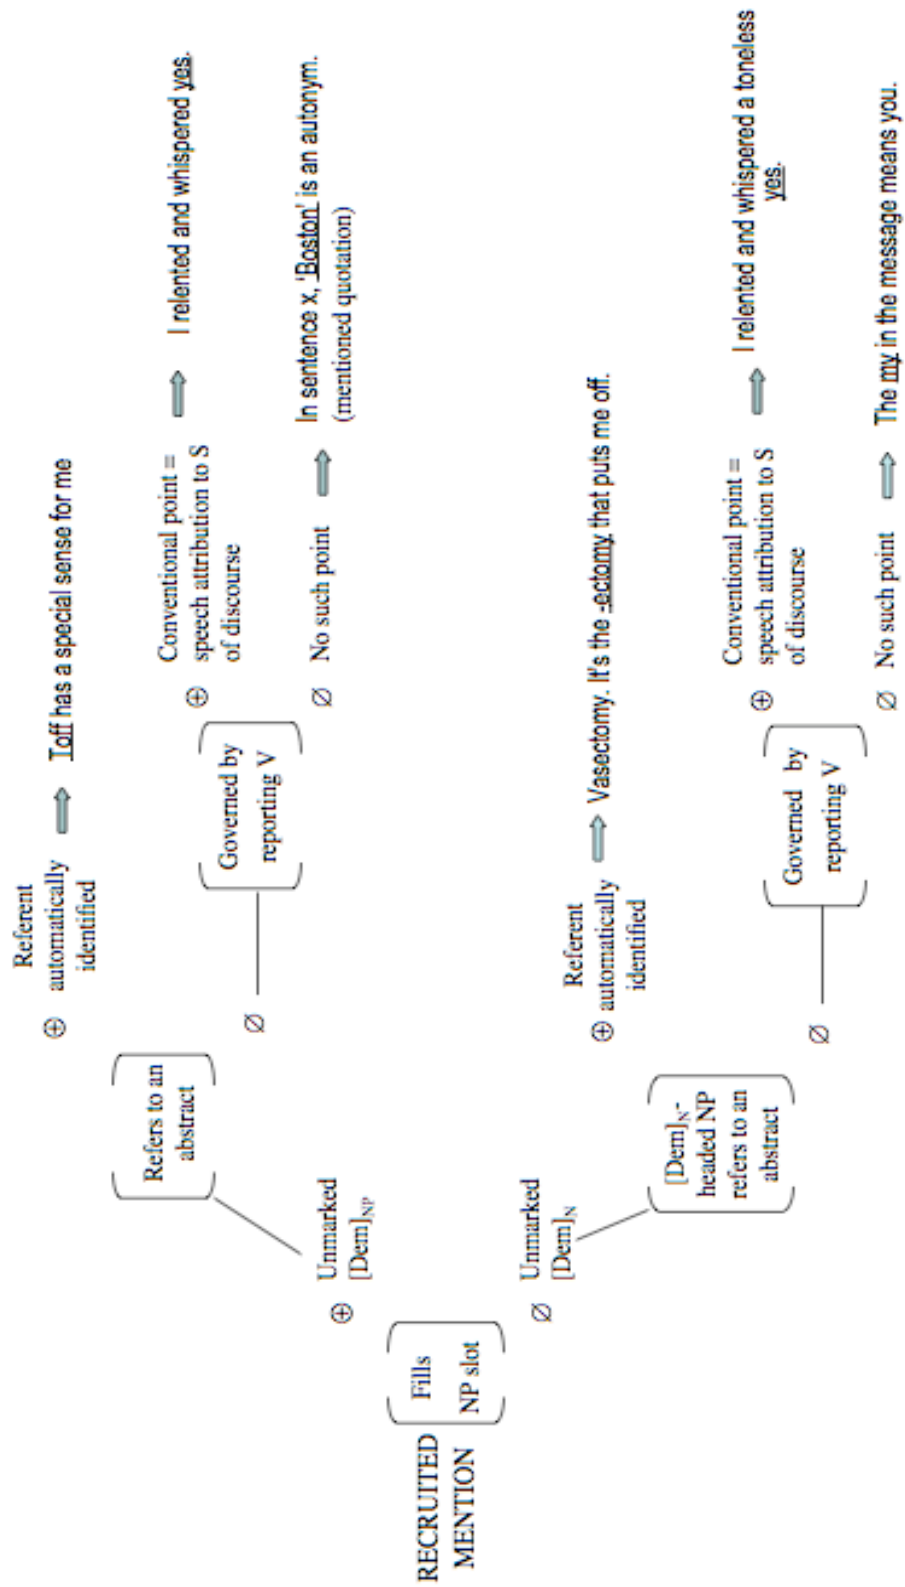 RECRUITED
MENTION
Fills
NP slot
⊕ Unmarked
[Dem]NP
Refers to an
abstract
⊕ Referent
automatically
identified
Toff has a special sense for me
∅
Governed by
reporting V
⊕ Conventional point =
speech attribution to S
of discourse
I relented and whispered yes.
∅ No such point
In sentence x, 'Boston' is an autonym.
(mentioned quotation)
∅ Unmarked
[Dem]N
[Dem]N-
headed NP
refers to an
abstract
⊕ Referent
automatically
identified
Vasectomy. It's the -ectomy that puts me off.
∅
Governed by
reporting V
⊕ Conventional point =
speech attribution to S
of discourse
I relented and whispered a toneless
yes.
∅ No such point
The my in the message means you.